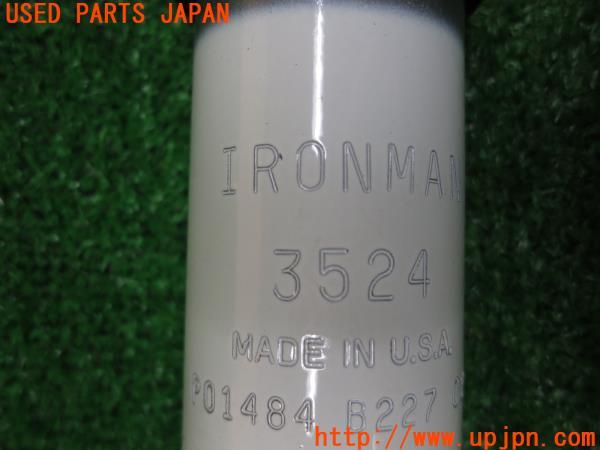 USED PARTS JAPAN
IRONMAN
3524
MADE IN U.S.A.
P01484 B227
http://www.upjpn.com